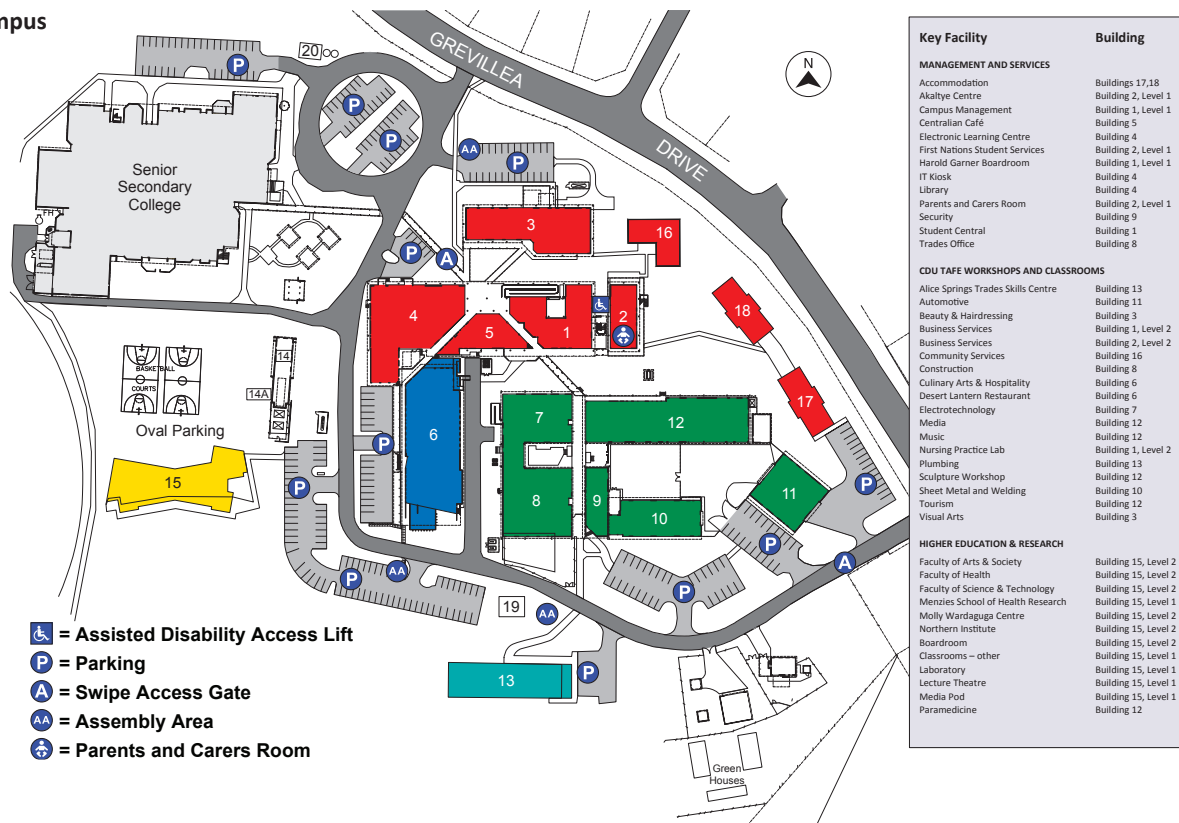 mpus
GREVILLEA
DRIVE
N
20
P
P
P
AA
P
Senior
Secondary
College
FH
3
16
P
A
4
5
1
2
18
17
14
14A
BASKETBALL
COURTS
Oval Parking
15
P
P
6
7
12
8
9
10
11
P
P
A
P
AA
P
19
AA
13
P
Green
Houses
= Assisted Disability Access Lift
P = Parking
A = Swipe Access Gate
AA = Assembly Area
= Parents and Carers Room
Key Facility Building
MANAGEMENT AND SERVICES
Accommodation Buildings 17,18
Akaltye Centre Building 2, Level 1
Campus Management Building 1, Level 1
Centralian Café Building 5
Electronic Learning Centre Building 4
First Nations Student Services Building 2, Level 1
Harold Garner Boardroom Building 1, Level 1
IT Kiosk Building 4
Library Building 4
Parents and Carers Room Building 2, Level 1
Security Building 9
Student Central Building 1
Trades Office Building 8
CDU TAFE WORKSHOPS AND CLASSROOMS
Alice Springs Trades Skills Centre Building 13
Automotive Building 11
Beauty & Hairdressing Building 3
Business Services Building 1, Level 2
Business Services Building 2, Level 2
Community Services Building 16
Construction Building 8
Culinary Arts & Hospitality Building 6
Desert Lantern Restaurant Building 6
Electrotechnology Building 7
Media Building 12
Music Building 12
Nursing Practice Lab Building 1, Level 2
Plumbing Building 13
Sculpture Workshop Building 12
Sheet Metal and Welding Building 10
Tourism Building 12
Visual Arts Building 3
HIGHER EDUCATION & RESEARCH
Faculty of Arts & Society Building 15, Level 2
Faculty of Health Building 15, Level 2
Faculty of Science & Technology Building 15, Level 2
Menzies School of Health Research Building 15, Level 1
Molly Wardaguga Centre Building 15, Level 2
Northern Institute Building 15, Level 2
Boardroom Building 15, Level 2
Classrooms – other Building 15, Level 1
Laboratory Building 15, Level 1
Lecture Theatre Building 15, Level 1
Media Pod Building 15, Level 1
Paramedicine Building 12